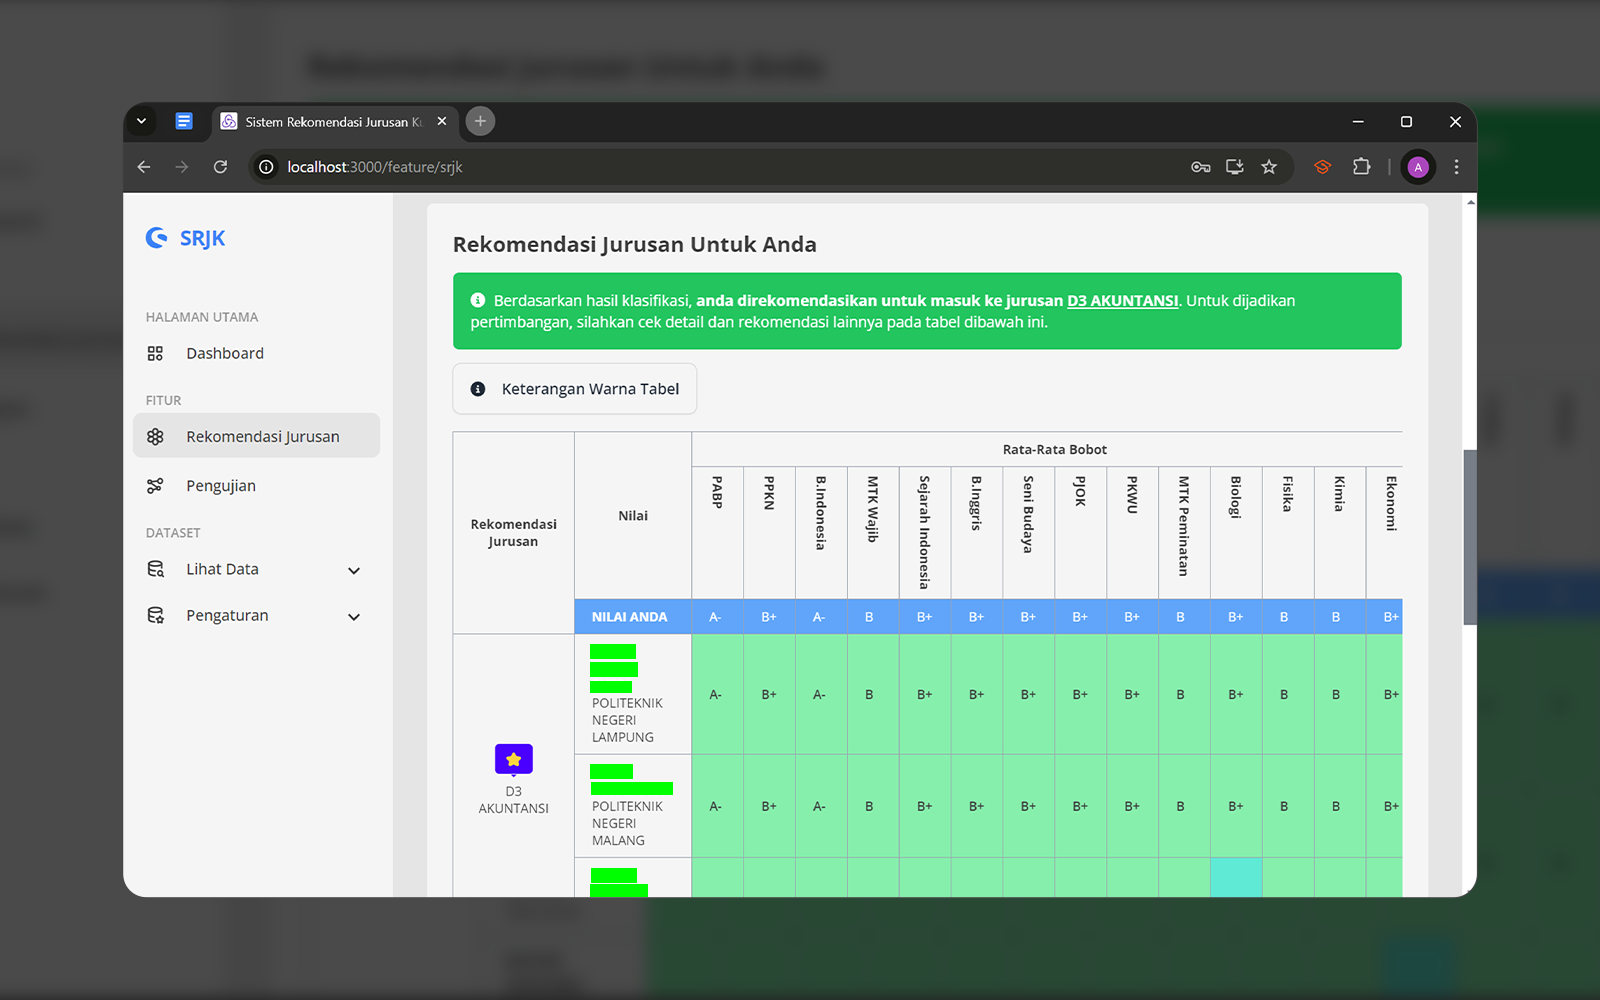 Sistem Rekomendasi Jurusan Ku
localhost:3000/feature/srjk
A
SRJK
HALAMAN UTAMA
Dashboard
FITUR
Rekomendasi Jurusan
Pengujian
DATASET
Lihat Data
Pengaturan
Rekomendasi Jurusan Untuk Anda
Berdasarkan hasil klasifikasi, anda direkomendasikan untuk masuk ke jurusan D3 AKUNTANSI. Untuk dijadikan
pertimbangan, silahkan cek detail dan rekomendasi lainnya pada tabel dibawah ini.
Keterangan Warna Tabel
Rekomendasi
Jurusan
Nilai
Rata-Rata Bobot
PABP
PPKN
B.Indonesia
MTK Wajib
Sejarah Indonesia
B.Inggris
Seni Budaya
PJOK
PKWU
MTK Peminatan
Biologi
Fisika
Kimia
Ekonomi
NILAI ANDA A- B+ A- B B+ B+ B+ B+ B+ B B+ B B B+
D3
AKUNTANSI
POLITEKNIK
NEGERI
LAMPUNG
A- B+ A- B B+ B+ B+ B+ B+ B B+ B B B+
POLITEKNIK
NEGERI
MALANG
A- B+ A- B B+ B+ B+ B+ B+ B B+ B B B+